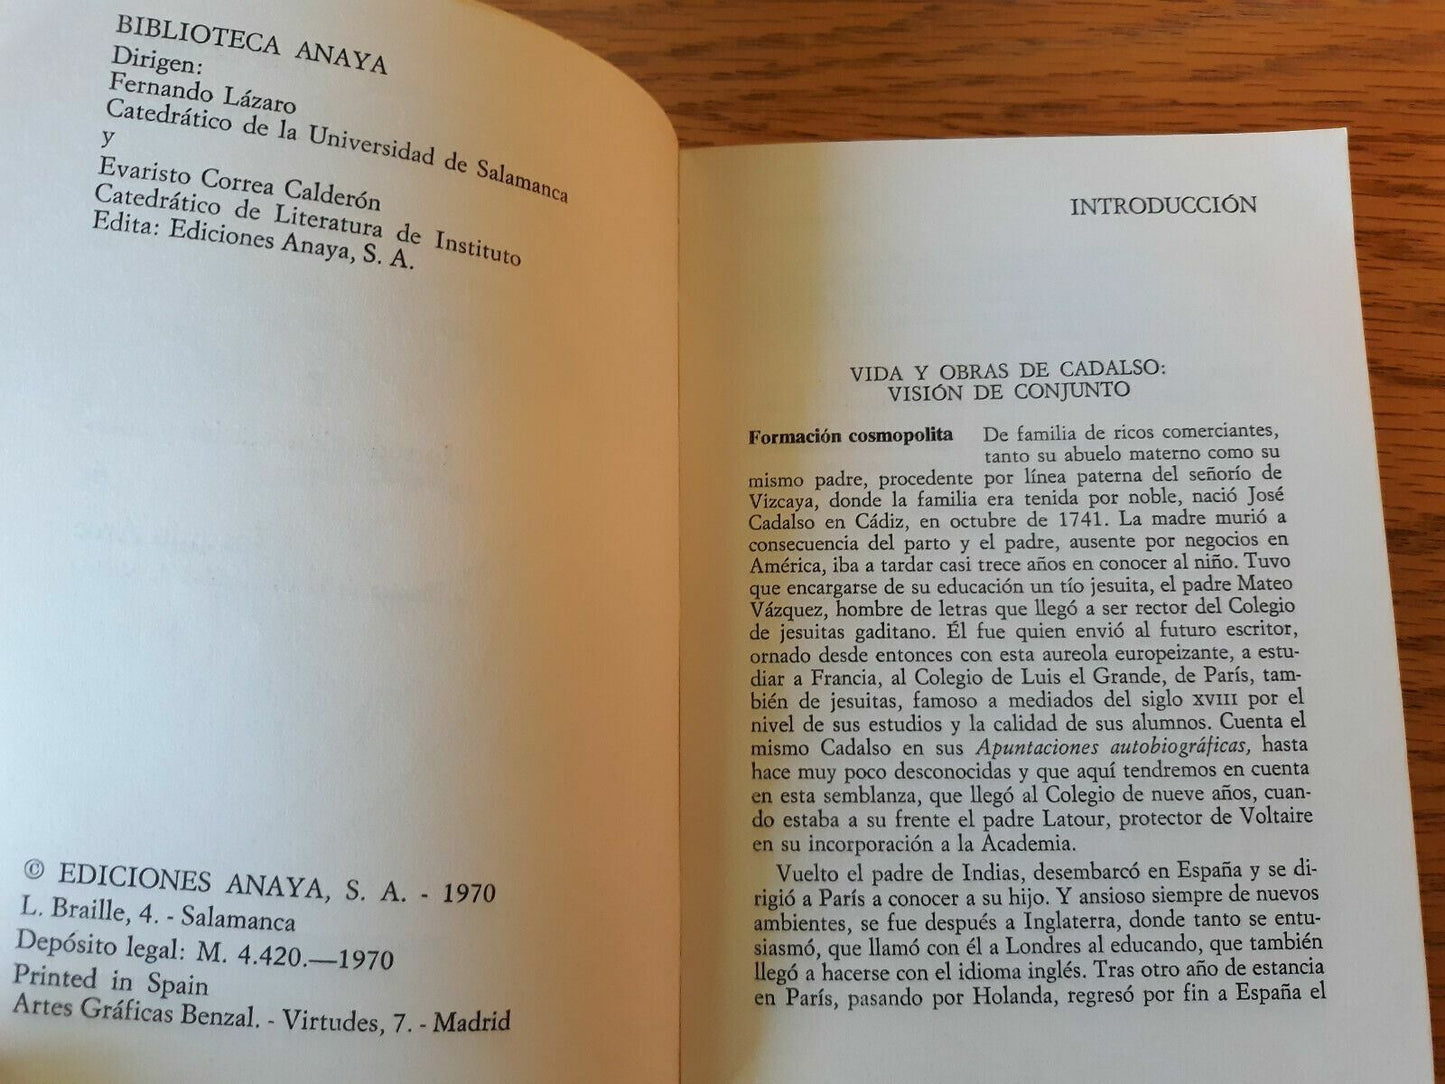 BIBLIOTECA ANAYA
Dirigen:
Fernando Lázaro
Catedrático de la Universidad de Salamanca
y
Evaristo Correa Calderón
Catedrático de Literatura de Instituto
Edita: Ediciones Anaya, S. A.
© EDICIONES ANAYA, S. A. - 1970
L. Braille, 4. - Salamanca
Depósito legal: M. 4.420.—1970
Printed in Spain
Artes Gráficas Benzal. - Virtudes, 7. - Madrid
INTRODUCCIÓN
VIDA Y OBRAS DE CADALSO:
VISIÓN DE CONJUNTO
Formación cosmopolita De familia de ricos comerciantes,
tanto su abuelo materno como su
mismo padre, procedente por línea paterna del señorío de
Vizcaya, donde la familia era tenida por noble, nació José
Cadalso en Cádiz, en octubre de 1741. La madre murió a
consecuencia del parto y el padre, ausente por negocios en
América, iba a tardar casi trece años en conocer al niño. Tuvo
que encargarse de su educación un tío jesuita, el padre Mateo
Vázquez, hombre de letras que llegó a ser rector del Colegio
de jesuitas gaditano. Él fue quien envió al futuro escritor,
ornado desde entonces con esta aureola europeizante, a estu-
diar a Francia, al Colegio de Luis el Grande, de París, tam-
bién de jesuitas, famoso a mediados del siglo XVIII por el
nivel de sus estudios y la calidad de sus alumnos. Cuenta el
mismo Cadalso en sus Apuntaciones autobiográficas, hasta
hace muy poco desconocidas y que aquí tendremos en cuenta
en esta semblanza, que llegó al Colegio de nueve años, cuan-
do estaba a su frente el padre Latour, protector de Voltaire
en su incorporación a la Academia.
Vuelto el padre de Indias, desembarcó en España y se di-
rigió a París a conocer a su hijo. Y ansioso siempre de nuevos
ambientes, se fue después a Inglaterra, donde tanto se entu-
siasmó, que llamó con él a Londres al educando, que también
llegó a hacerse con el idioma inglés. Tras otro año de estancia
en París, pasando por Holanda, regresó por fin a España el